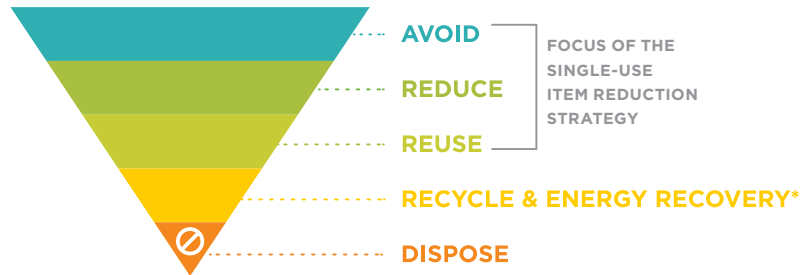 AVOID
REDUCE
REUSE
FOCUS OF THE
SINGLE-USE
ITEM REDUCTION
STRATEGY
RECYCLE & ENERGY RECOVERY*
DISPOSE